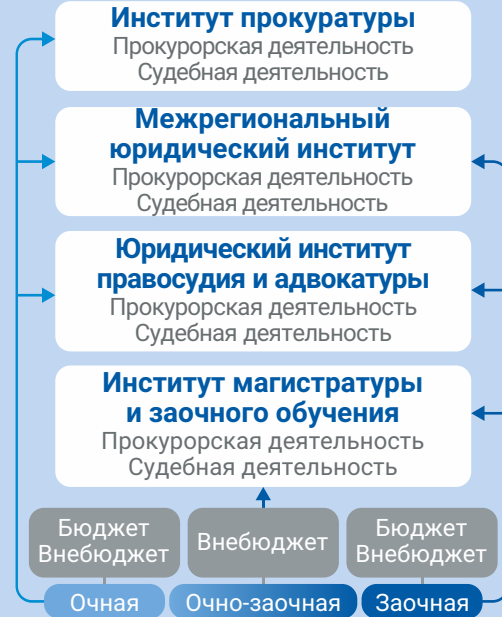 Институт прокуратуры
Прокурорская деятельность
Судебная деятельность
Межрегиональный
юридический институт
Прокурорская деятельность
Судебная деятельность
Юридический институт
правосудия и адвокатуры
Прокурорская деятельность
Судебная деятельность
Институт магистратуры
и заочного обучения
Прокурорская деятельность
Судебная деятельность
Бюджет
Внебюджет
Внебюджет
Бюджет
Внебюджет
Очная
Очно-заочная
Заочная